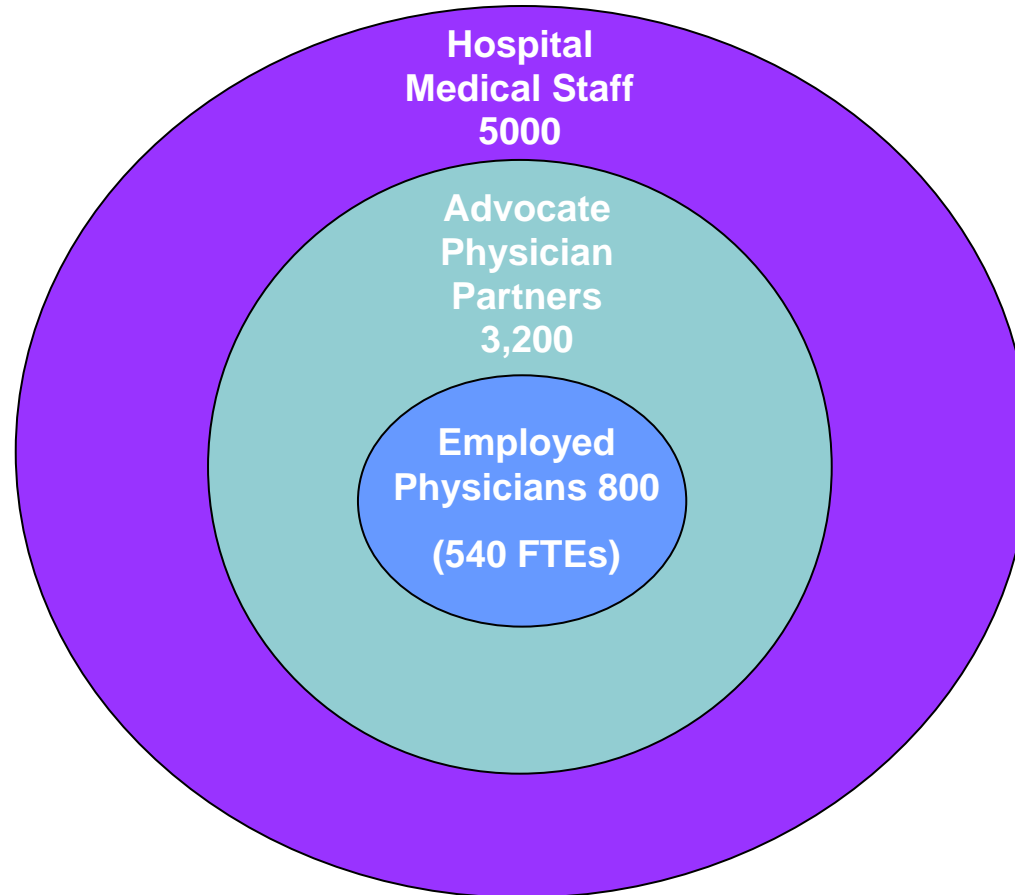 Hospital
Medical Staff
5000
Advocate
Physician
Partners
3,200
Employed
Physicians 800
(540 FTEs)